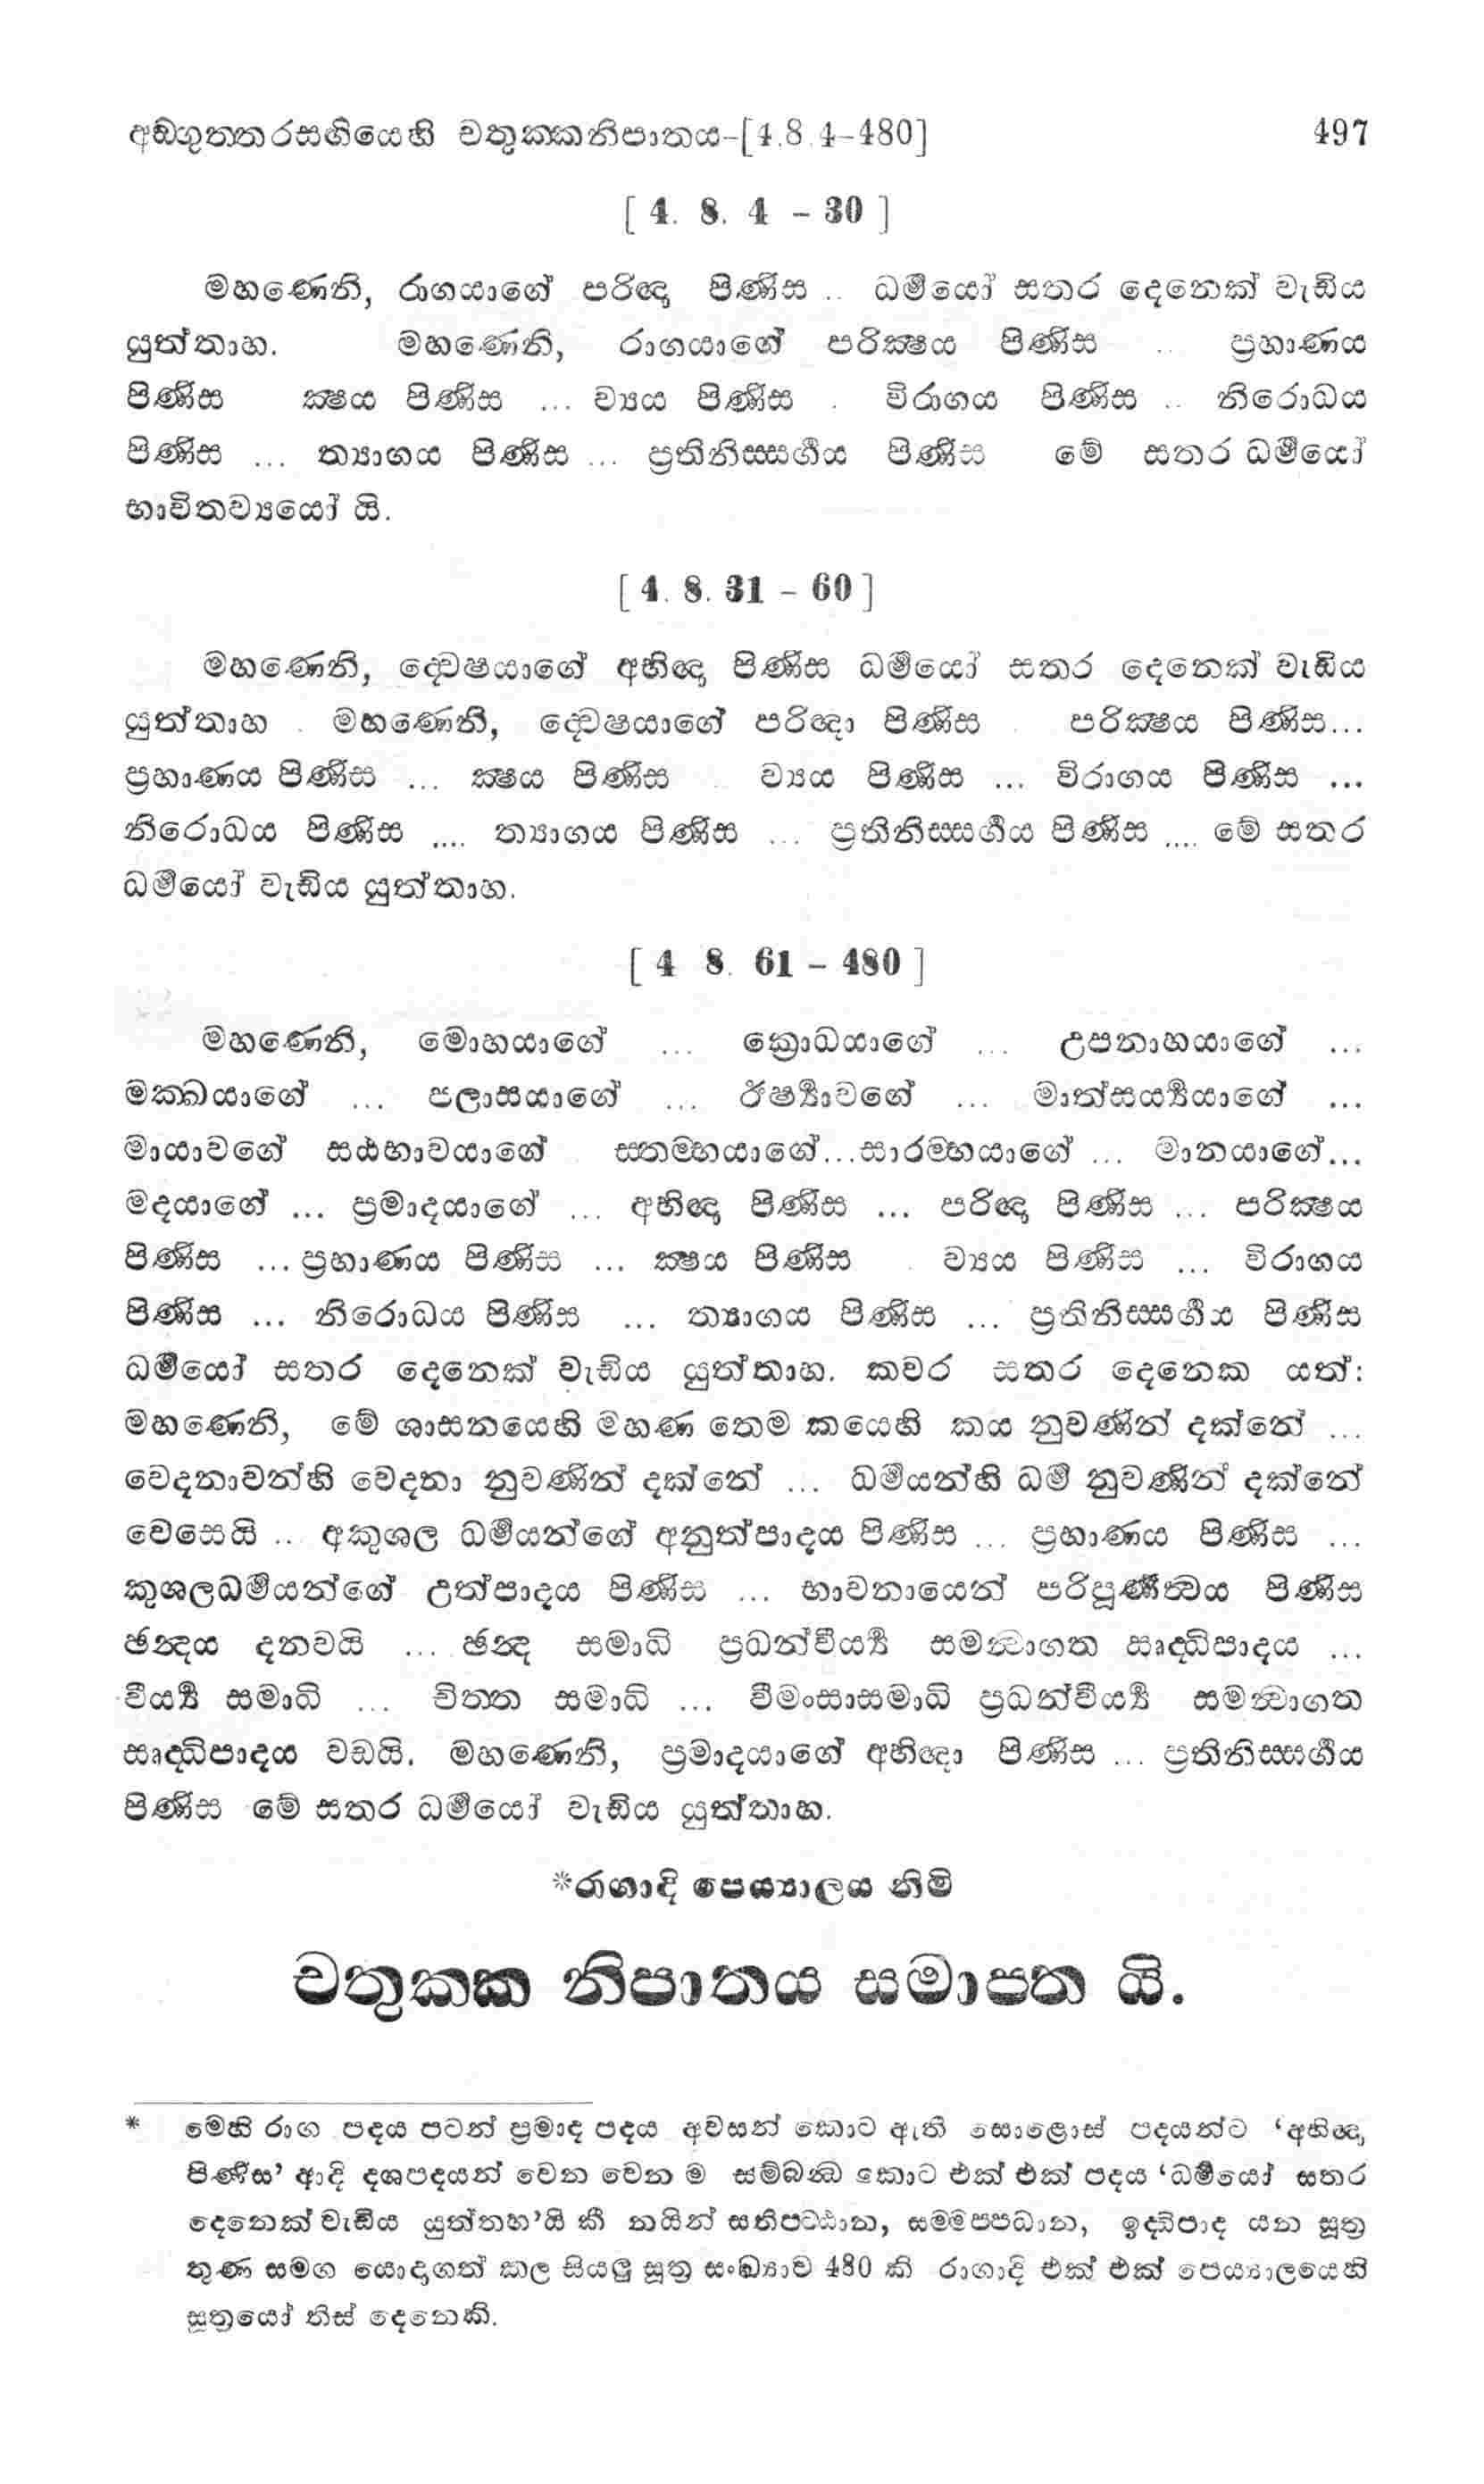 අඞ්ගුත්තරසඟියෙහි චතුක්කනිපාතය-[4.8.4-480] 497
[ 4. 8. 4 - 30 ]
මහණෙනි, රාගයාගේ පරිඥා පිණිස .. ධර්‍මයෝ සතර දෙනෙක් වැඩිය
යුත්තාහ. මහණෙනි, රාගයාගේ පරික්‍ෂය පිණිස .. ප්‍රහාණය
පිණිස ක්‍ෂය පිණිස ... ව්‍යය පිණිස . විරාගය පිණිස .. නිරොධය
පිණිස ... ත්‍යාගය පිණිස ... ප්‍රතිනිස්සර්‍ගය පිණිස මේ සතර ධර්‍මයෝ
භාවිතව්‍යයෝ යි.
[ 4. 8. 31 - 60 ]
මහණෙනි, ද්වෙෂයාගේ අභිඥා පිණිස ධර්‍මයෝ සතර දෙනෙක් වැඩිය
යුත්තාහ . මහණෙනි, ද්වෙෂයාගේ පරිඥා පිණිස . පරික්‍ෂය පිණිස...
ප්‍රහාණය පිණිස ... ක්‍ෂය පිණිස . ව්‍යය පිණිස ... විරාගය පිණිස ...
නිරොධය පිණිස .... ත්‍යාගය පිණිස ... ප්‍රතිනිස්සර්‍ගය පිණිස .... මේ සතර
ධර්‍මයෝ වැඩිය යුත්තාහ.
[ 4 8. 61 - 480 ]
මහණෙනි, මොහයාගේ ... ක්‍රොධයාගේ ... උපනාහයාගේ ...
මක්ඛයාගේ ... පලාසයාගේ ... ඊර්‍ෂ්‍යාවගේ ... මාත්සර්‍ය්‍යයාගේ ...
මායාවගේ සඨභාවයාගේ . ස්තම්භයාගේ...සාරම්භයාගේ ... මානයාගේ...
මදයාගේ ... ප්‍රමාදයාගේ ... අභිඥා පිණිස ... පරිඥා පිණිස ... පරික්‍ෂය
පිණිස ... ප්‍රහාණය පිණිස ... ක්‍ෂය පිණිස . ව්‍යය පිණිස ... විරාගය
පිණිස ... නිරොධය පිණිස ... ත්‍යාගය පිණිස ... ප්‍රතිනිස්සර්‍ගය පිණිස
ධර්‍මයෝ සතර දෙනෙක් වැඩිය යුත්තාහ. කවර සතර දෙනෙක යත්:
මහණෙනි, මේ ශාසනයෙහි මහණ තෙම කයෙහි කය නුවණින් දක්නේ ...
වෙදනාවන්හි වෙදනා නුවණින් දක්නේ ... ධර්‍මයන්හි ධර්‍ම නුවණින් දක්නේ
වෙසෙයි .. අකුශල ධර්‍මයන්ගේ අනුත්පාදය පිණිස ... ප්‍රහාණය පිණිස ...
කුශලධර්‍මයන්ගේ උත්පාදය පිණිස ... භාවනායෙන් පරිපූර්‍ණත්වය පිණිස
ඡන්‍දය දනවයි ... ඡන්‍ද සමාධි ප්‍රධන්වීර්‍ය්‍ය සමන්වාගත ඍද්ධිපාදය ...
වීර්‍ය්‍ය සමාධි ... චිත්ත සමාධි ... වීමංසාසමාධි ප්‍රධන්වීර්‍ය්‍ය සමන්වාගත
ඍද්ධිපාදය වඩයි. මහණෙනි, ප්‍රමාදයාගේ අභිඥා පිණිස ... ප්‍රතිනිස්සර්‍ගය
පිණිස මේ සතර ධර්‍මයෝ වැඩිය යුත්තාහ.
*රාගාදි පෙය්‍යාලය නිමි
චතුක්ක නිපාතය සමාප්ත යි.
* මෙහි රාග පදය පටන් ප්‍රමාද පදය අවසන් කොට ඇති සොළොස් පදයන්ට ‘අභිඥා
පිණිස’ ආදි දශපදයන් වෙන වෙන ම සම්බන්ධ කොට එක් එක් පදය ‘ධර්‍මයෝ සතර
දෙනෙක් වැඩිය යුත්තහ’යි කී නයින් සතිපට්ඨාන, සම්මප්පධාන, ඉද්ධිපාද යන සූත්‍ර
තුණ සමග යොදාගත් කල සියලු සූත්‍ර සංඛ්‍යාව 480 කි රාගාදි එක් එක් පෙය්‍යාලයෙහි
සූත්‍රයෝ තිස් දෙනෙකි.